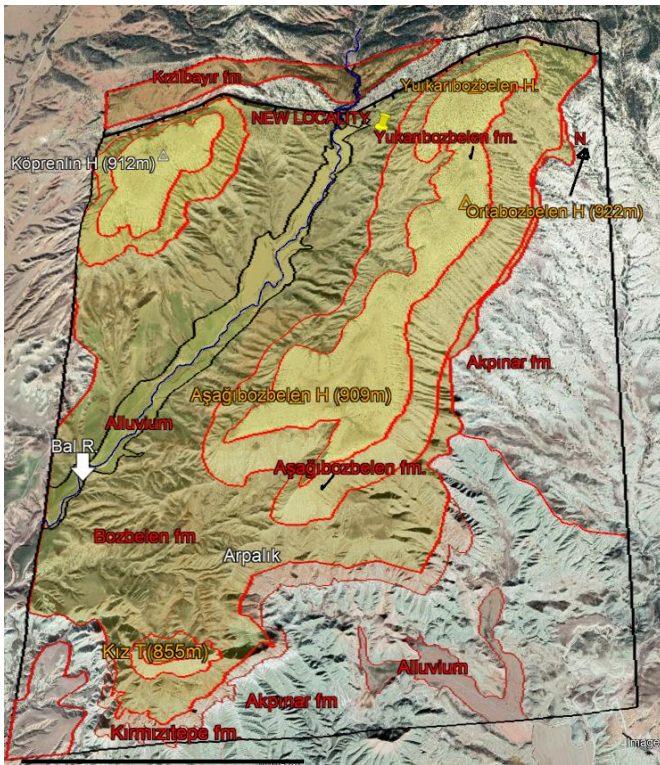 Kızılbayır fm.
Yurkarıbozbelen H.
NEW LOCALITY
Yukarıbozbelen fm.
N
Köprenlin H (912m)
Ortabozbelen H (922m)
Akpınar fm
Aşağıbozbelen H (909m)
Alluvium
Bal R.
Aşağıbozbelen fm.
Bozbelen fm
Arpalık
Kız T(855m)
Alluvium
Akpınar fm
Kırmızıtepe fm.
Image